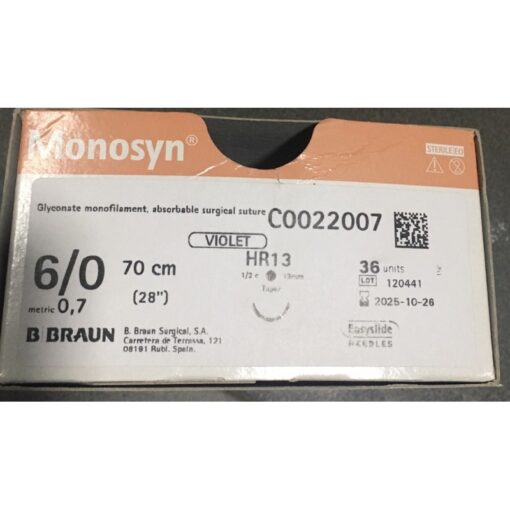 Monosyn®
STERILE EO
Glyconate monofilament, absorbable surgical suture C0022007
VIOLET
HR13
6/0 70 cm
1/2 c 13mm
36 units
Taper
LOT 120441
metric 0,7 (28")
2025-10-26
B BRAUN
B. Braun Surgical, S.A.
Carretera de Terrassa, 121
08191 Rubí. Spain.
Easyslide
NEEDLES